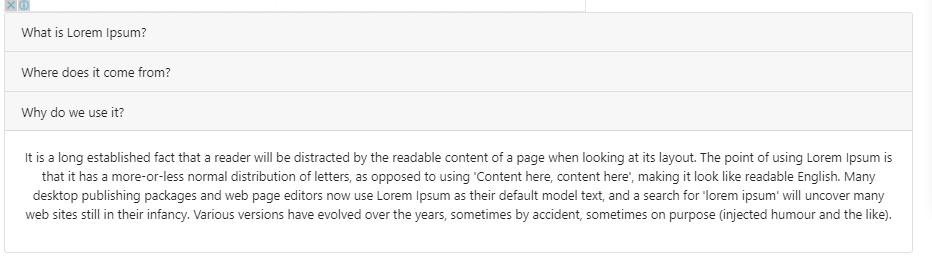 What is Lorem Ipsum?
Where does it come from?
Why do we use it?
It is a long established fact that a reader will be distracted by the readable content of a page when looking at its layout. The point of using Lorem Ipsum is
that it has a more-or-less normal distribution of letters, as opposed to using 'Content here, content here', making it look like readable English. Many
desktop publishing packages and web page editors now use Lorem Ipsum as their default model text, and a search for 'lorem ipsum' will uncover many
web sites still in their infancy. Various versions have evolved over the years, sometimes by accident, sometimes on purpose (injected humour and the like).